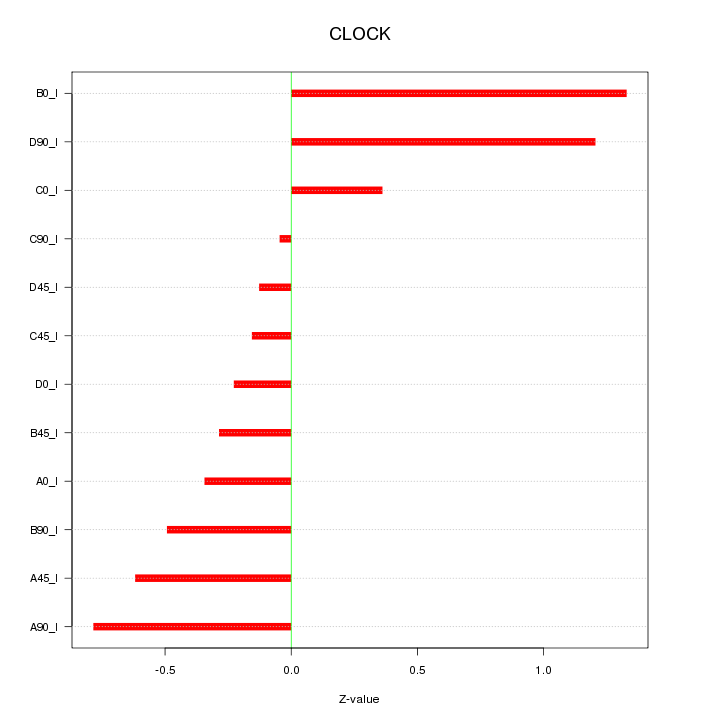 CLOCK
B0_I
D90_I
C0_I
C90_I
D45_I
C45_I
D0_I
B45_I
A0_I
B90_I
A45_I
A90_I
-0.5 0.0 0.5 1.0
Z-value